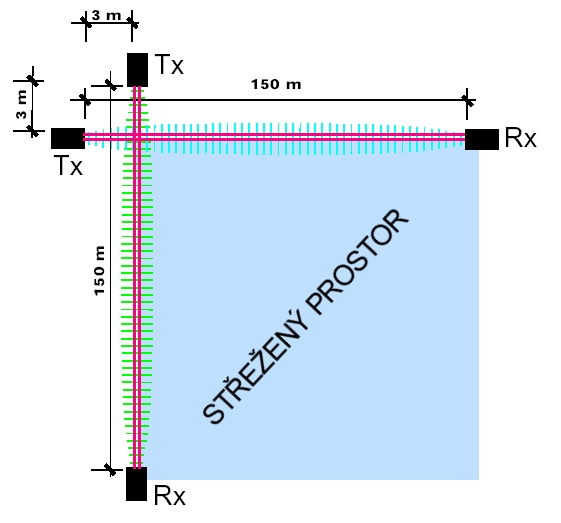 3 m
Tx
150 m
3 m
Tx
Rx
150 m
STŘEŽENÝ PROSTOR
Rx